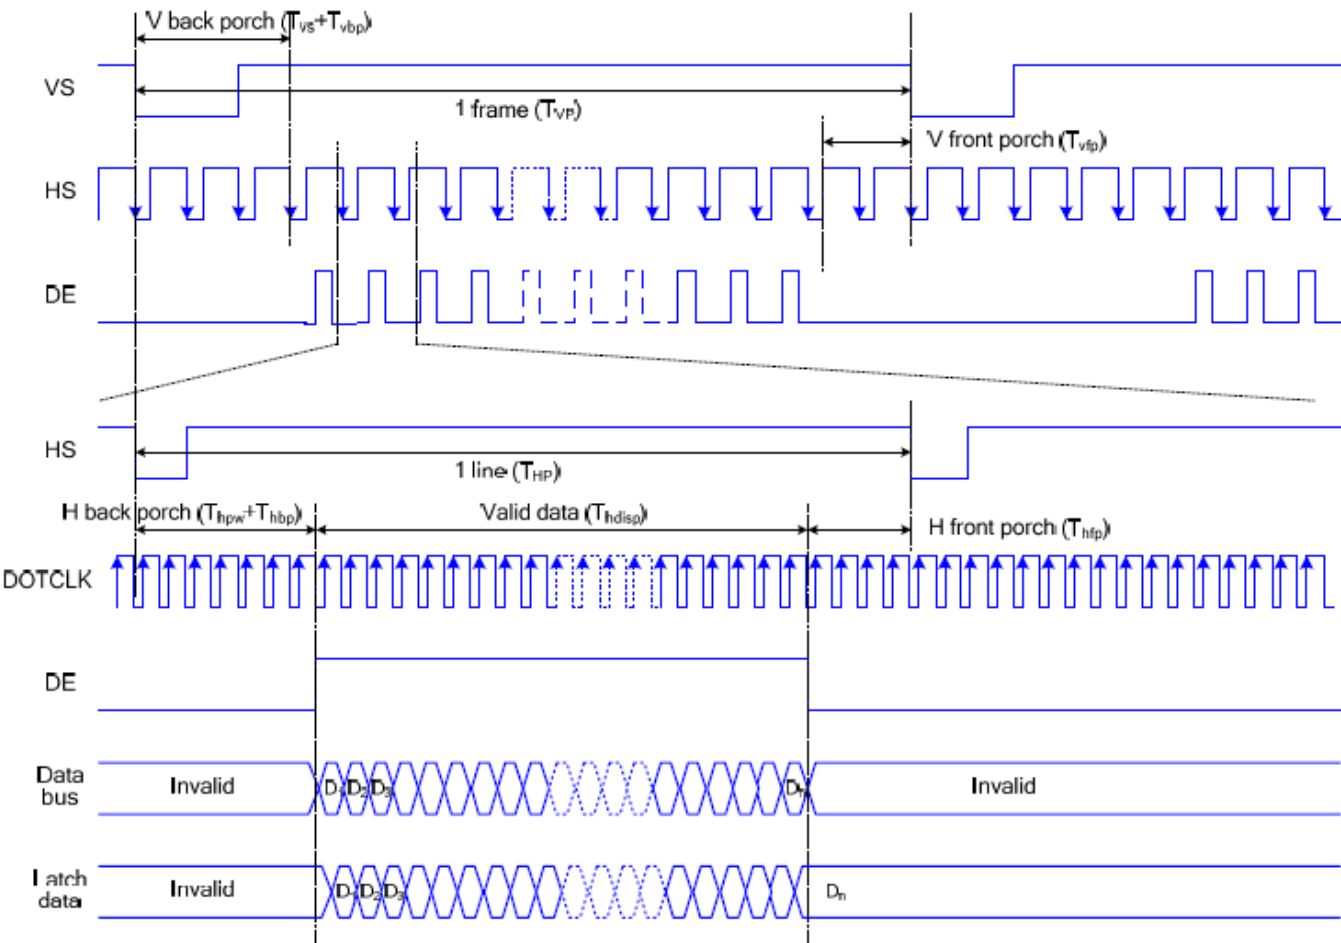 V back porch (Tvs+Tvbp)
VS
1 frame (TVP)
V front porch (Tvfp)
HS
DE
HS
1 line (THP)
H back porch (Thpw+Thbp)
Valid data (Thdisp)
H front porch (Thfp)
DOTCLK
DE
Data
bus
Invalid
D1 D2 D3
Dn
Invalid
Latch
data
Invalid
D1 D2 D3
Dn